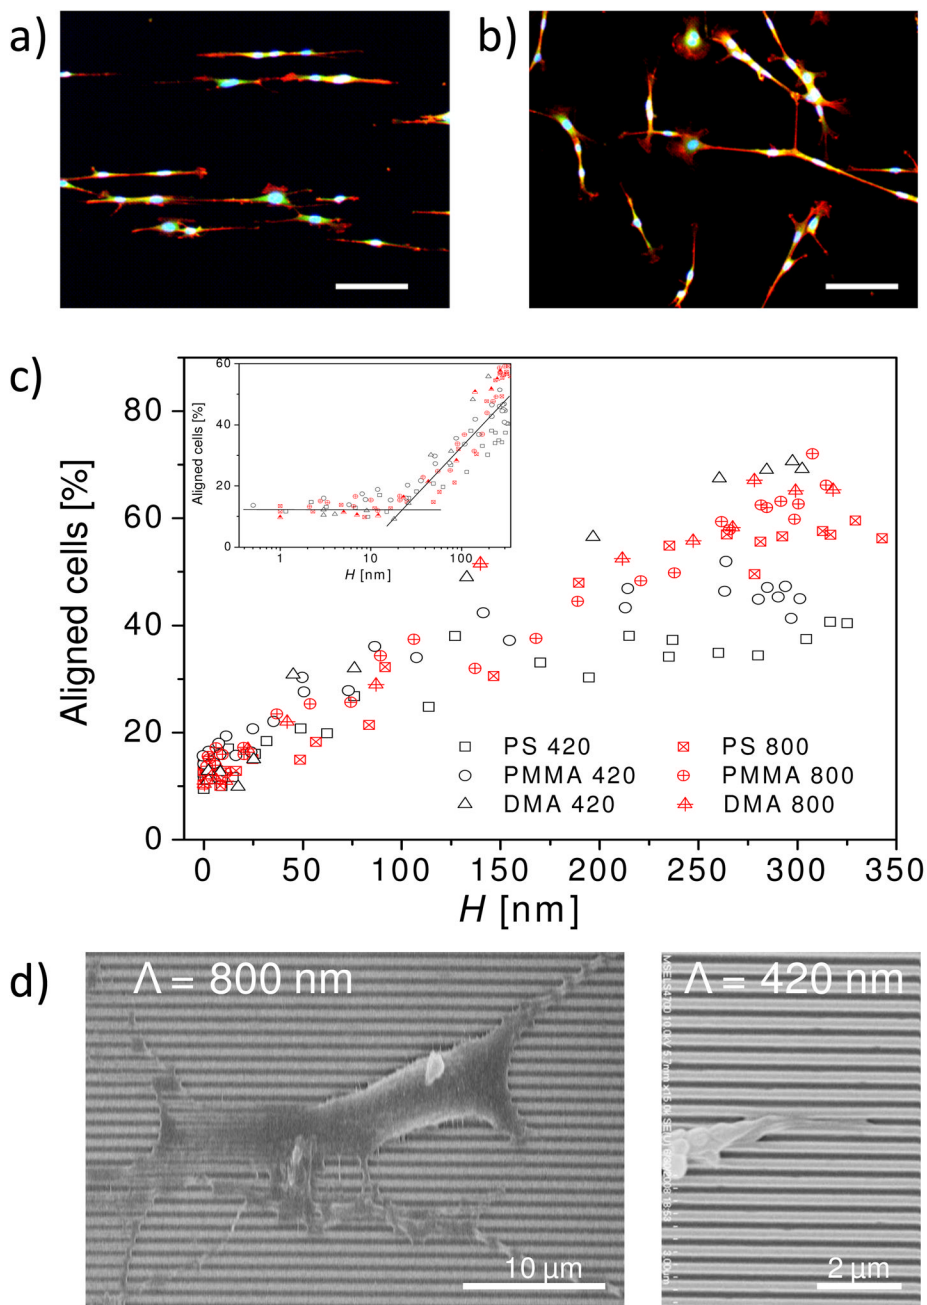 a)
b)
c)
Aligned cells [%]
80
60
40
20
0
0
50
100
150
200
250
300
350
H [nm]
Aligned cells [%]
60
40
30
20
10
0
1
10
100
H [nm]
PS 420
PS 800
PMMA 420
PMMA 800
DMA 420
DMA 800
d)
Λ = 800 nm
10 µm
Λ = 420 nm
2 µm